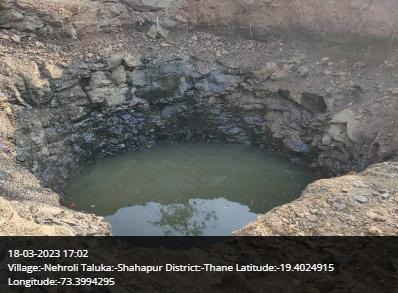 18-03-2023 17:02
Village:-Nehroli Taluka:-Shahapur District:-Thane Latitude:-19.4024915
Longitude:-73.3994295